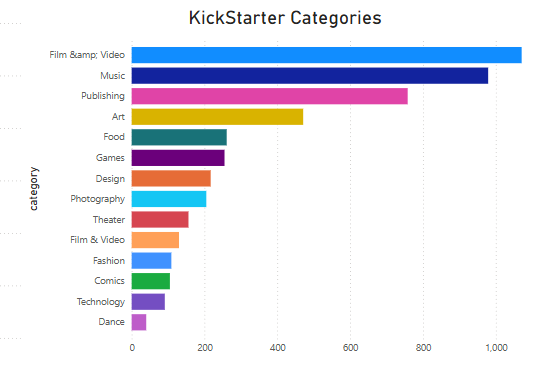 KickStarter Categories
category
Film &amp; Video
Music
Publishing
Art
Food
Games
Design
Photography
Theater
Film & Video
Fashion
Comics
Technology
Dance
0 200 400 600 800 1,000